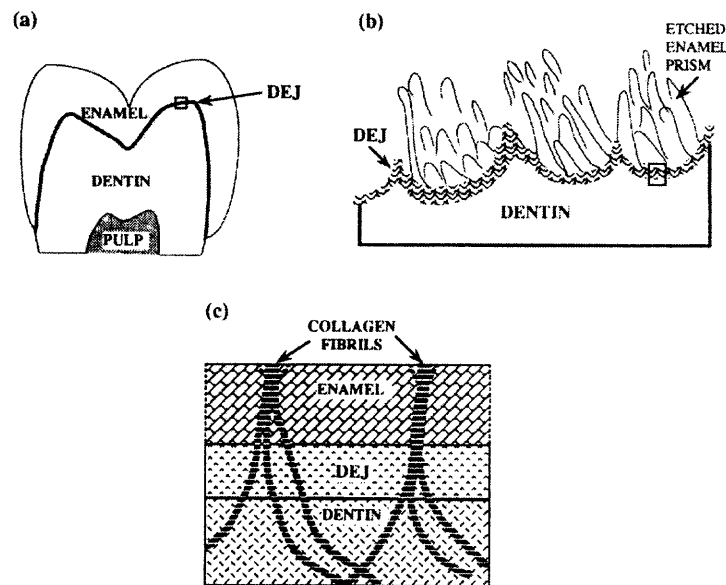 (a)
ENAMEL
DEJ
DENTIN
PULP
(b)
ETCHED
ENAMEL
PRISM
DEJ
DENTIN
(c)
COLLAGEN
FIBRILS
ENAMEL
DEJ
DENTIN